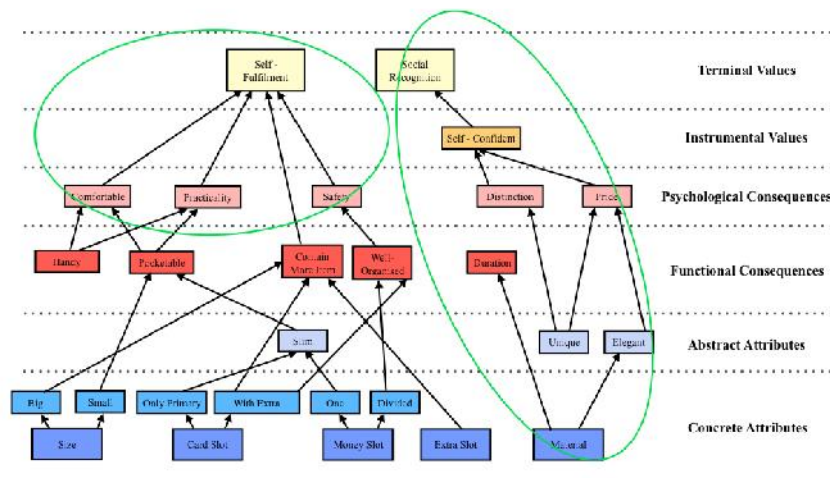 Self -
Fulfilment
Social
Recognition
Terminal Values
Self - Confident
Instrumental Values
Comfortable
Practicality
Safety
Distinction
Price
Psychological Consequences
Handy
Pocketable
Contain
More Item
Well-
Organised
Duration
Functional Consequences
Slim
Unique
Elegant
Abstract Attributes
Big
Small
Only Primary
With Extra
One
Divided
Concrete Attributes
Size
Card Slot
Money Slot
Extra Slot
Material